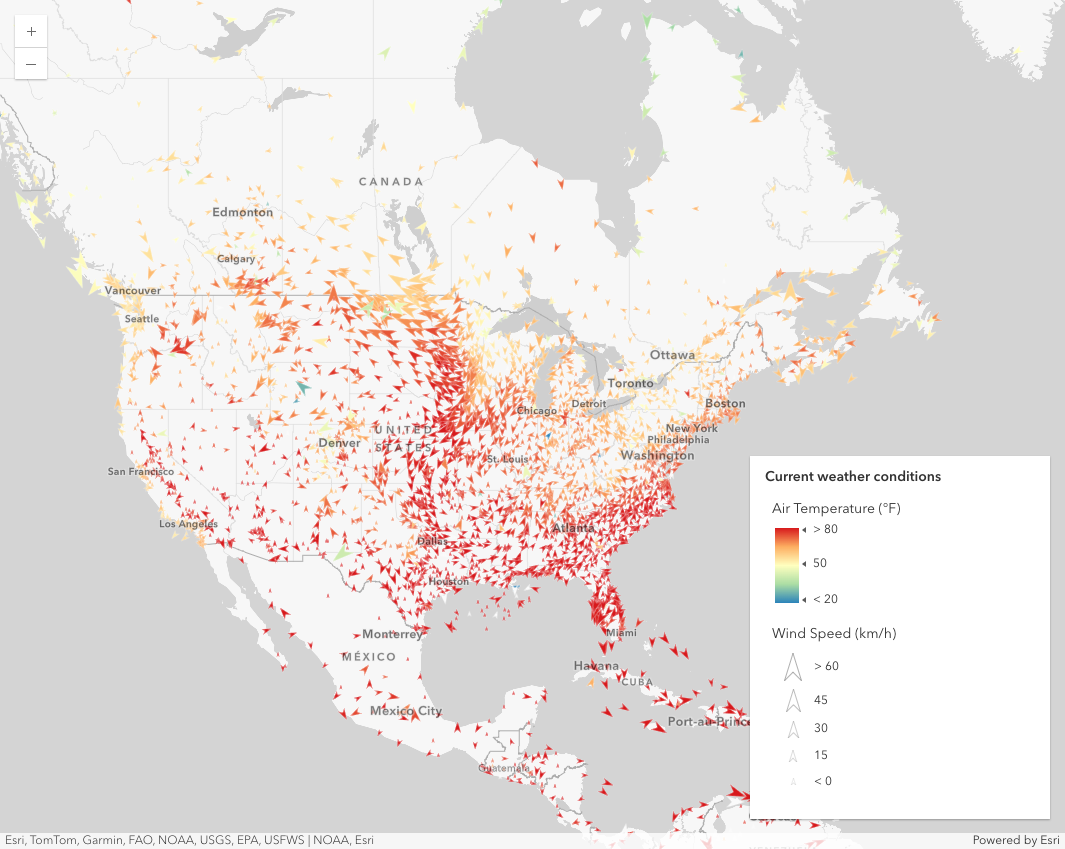 +
−
CANADA
Edmonton
Calgary
Vancouver
Seattle
Ottawa
Toronto
Boston
Chicago
Detroit
New York
Philadelphia
UNITED
STATES
Denver
St. Louis
Washington
San Francisco
Los Angeles
Atlanta
Dallas
Houston
Miami
Monterrey
MÉXICO
Havana
CUBA
Mexico City
Port-au-Prince
Guatemala
Current weather conditions
Air Temperature (°F)
> 80
50
< 20
Wind Speed (km/h)
> 60
45
30
15
< 0
Esri, TomTom, Garmin, FAO, NOAA, USGS, EPA, USFWS | NOAA, Esri
Powered by Esri